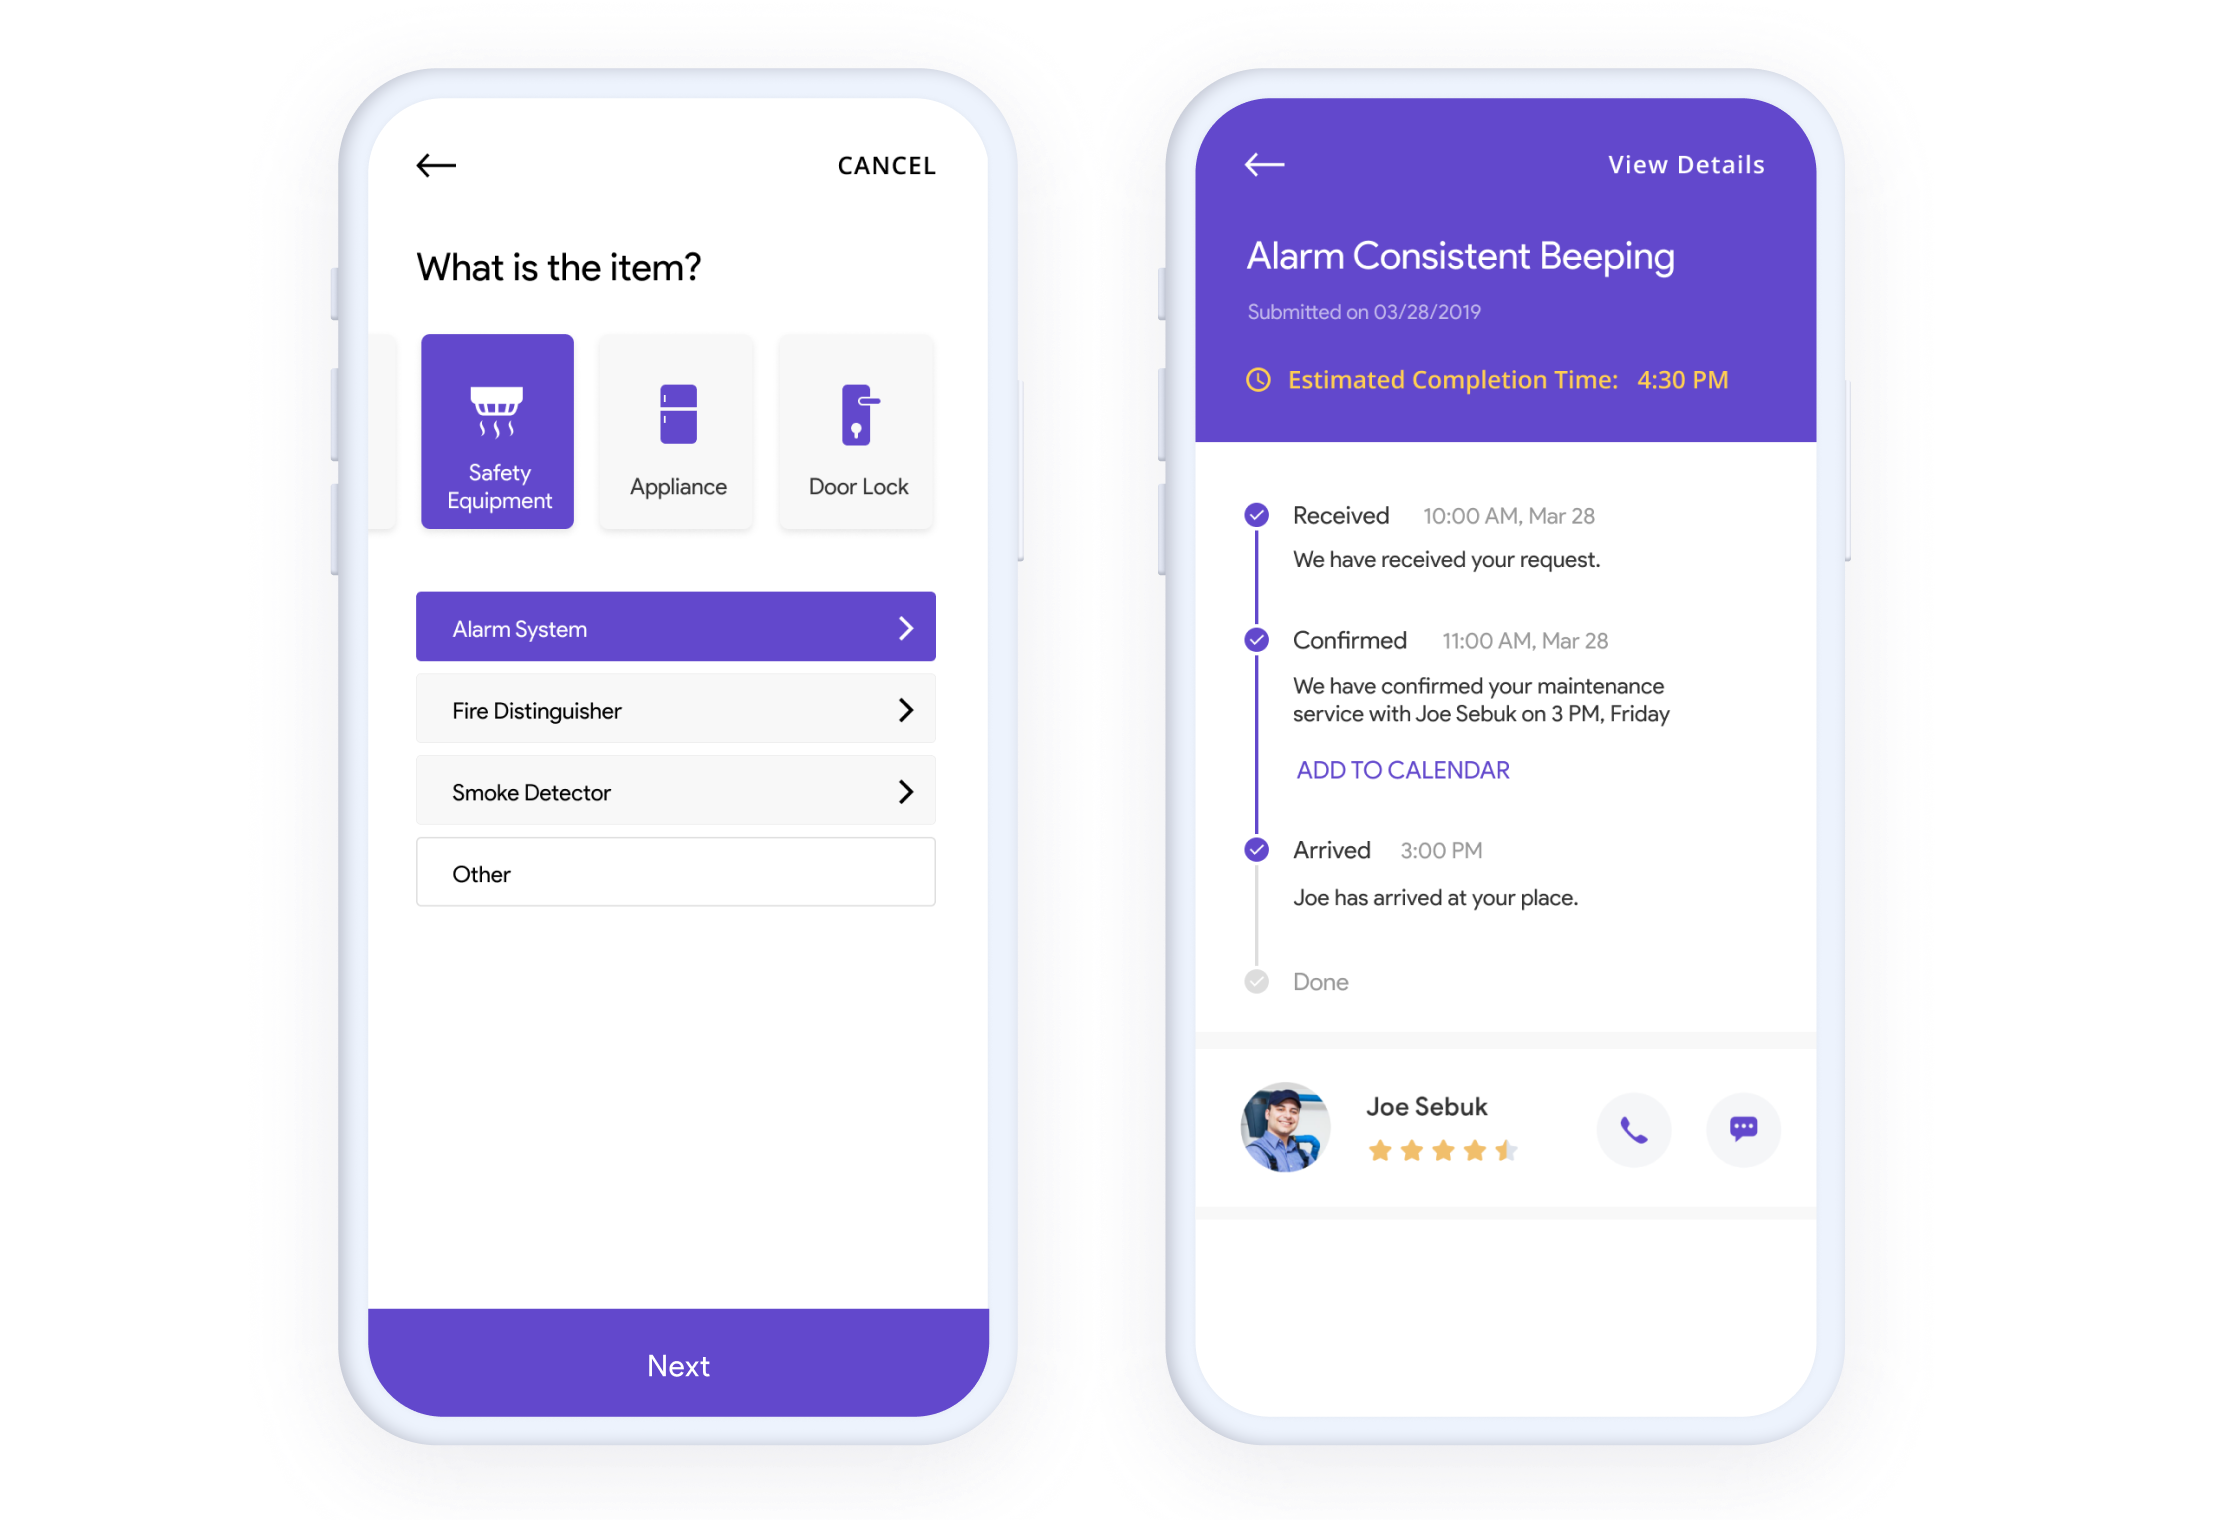 CANCEL
What is the item?
Safety
Equipment
Appliance
Door Lock
Alarm System
Fire Distinguisher
Smoke Detector
Other
Next
View Details
Alarm Consistent Beeping
Submitted on 03/28/2019
Estimated Completion Time: 4:30 PM
Received 10:00 AM, Mar 28
We have received your request.
Confirmed 11:00 AM, Mar 28
We have confirmed your maintenance
service with Joe Sebuk on 3 PM, Friday
ADD TO CALENDAR
Arrived 3:00 PM
Joe has arrived at your place.
Done
Joe Sebuk